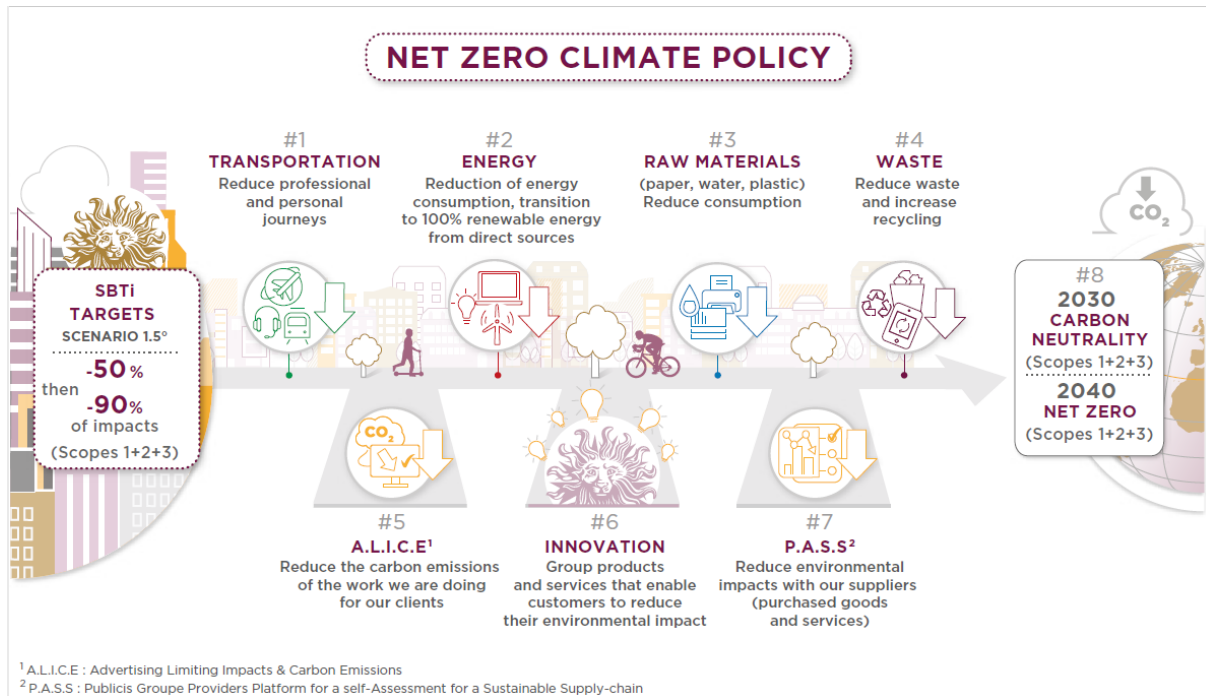 NET ZERO CLIMATE POLICY
#1
TRANSPORTATION
Reduce professional
and personal
journeys
#2
ENERGY
Reduction of energy
consumption, transition
to 100% renewable energy
from direct sources
#3
RAW MATERIALS
(paper, water, plastic)
Reduce consumption
#4
WASTE
Reduce waste
and increase
recycling
SBTi
TARGETS
SCENARIO 1.5°
-50 %
then
-90%
of impacts
(Scopes 1+2+3)
CO₂
#8
2030
CARBON
NEUTRALITY
(Scopes 1+2+3)
2040
NET ZERO
(Scopes 1+2+3)
CO₂
#5
A.L.I.C.E¹
Reduce the carbon emissions
of the work we are doing
for our clients
#6
INNOVATION
Group products
and services that enable
customers to reduce
their environmental impact
#7
P.A.S.S²
Reduce environmental
impacts with our suppliers
(purchased goods
and services)
¹ A.L.I.C.E : Advertising Limiting Impacts & Carbon Emissions
² P.A.S.S : Publicis Groupe Providers Platform for a self-Assessment for a Sustainable Supply-chain